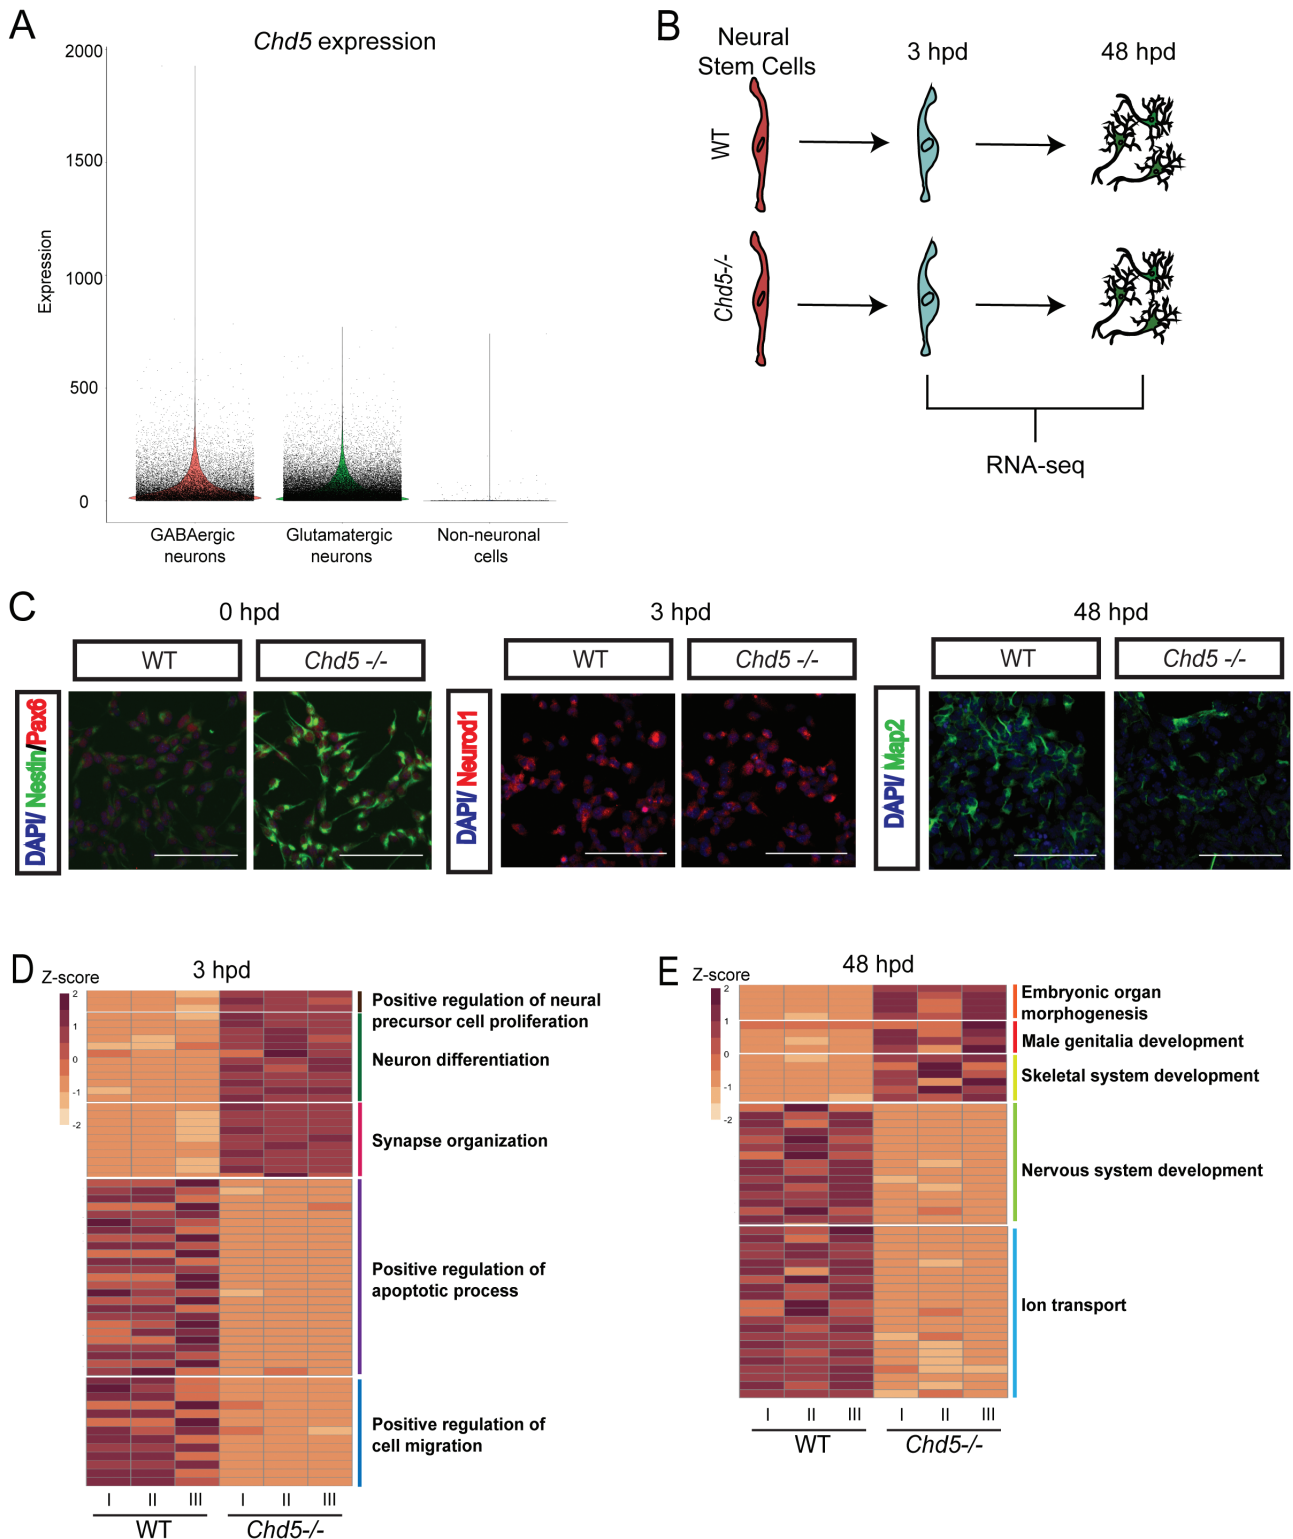 A
Chd5 expression
2000
1500
1000
500
0
Expression
GABAergic
neurons
Glutamatergic
neurons
Non-neuronal
cells
B
Neural
Stem Cells
3 hpd
48 hpd
WT
Chd5-/-
RNA-seq
C
0 hpd
3 hpd
48 hpd
WT
Chd5 -/-
WT
Chd5 -/-
WT
Chd5 -/-
DAPI/ Nestin/Pax6
DAPI/ Neurod1
DAPI/ Map2
D
3 hpd
Z-score
2
1
0
-1
-2
Positive regulation of neural
precursor cell proliferation
Neuron differentiation
Synapse organization
Positive regulation of
apoptotic process
Positive regulation of
cell migration
I II III I II III
WT Chd5-/-
E
48 hpd
Z-score
2
1
0
-1
-2
Embryonic organ
morphogenesis
Male genitalia development
Skeletal system development
Nervous system development
Ion transport
I II III I II III
WT Chd5-/-